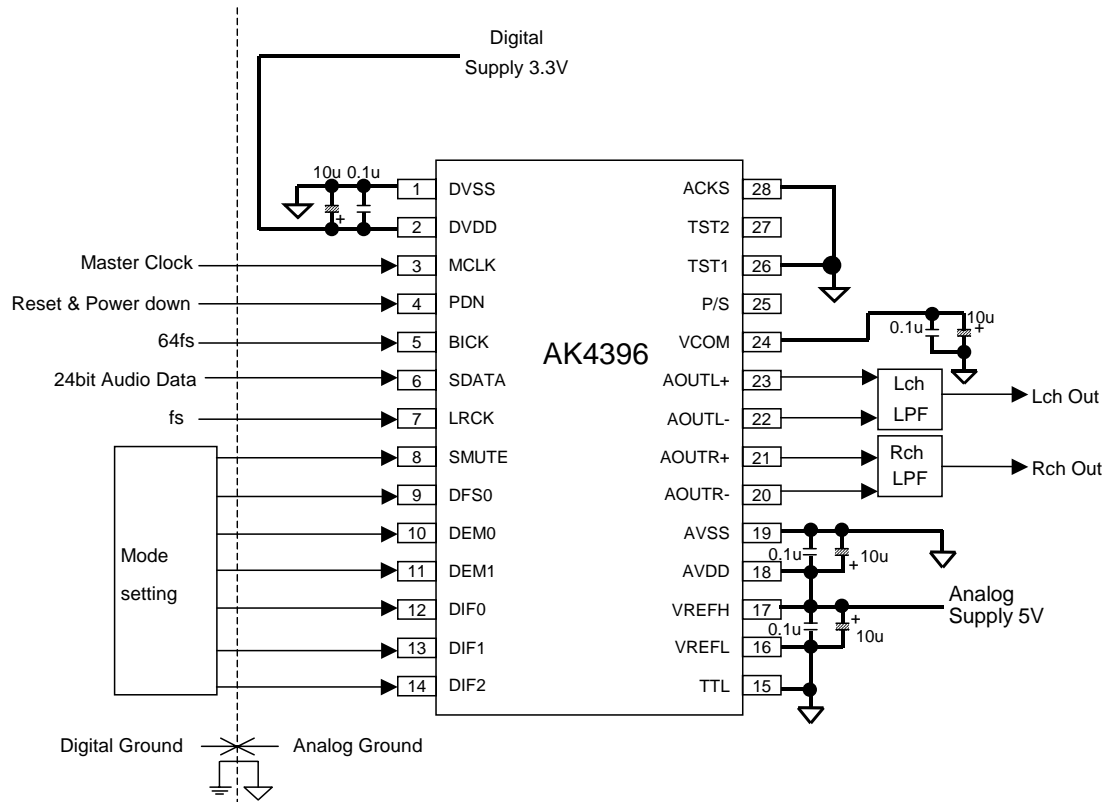 Digital
Supply 3.3V
10u 0.1u
1 DVSS
2 DVDD
+
Master Clock
3 MCLK
Reset & Power down
4 PDN
64fs
5 BICK
24bit Audio Data
6 SDATA
fs
7 LRCK
8 SMUTE
9 DFS0
10 DEM0
11 DEM1
12 DIF0
13 DIF1
14 DIF2
Mode
setting
AK4396
ACKS 28
TST2 27
TST1 26
P/S 25
VCOM 24
0.1u
10u
+
AOUTL+ 23
AOUTL- 22
Lch
LPF
Lch Out
AOUTR+ 21
AOUTR- 20
Rch
LPF
Rch Out
AVSS 19
0.1u
+
10u
AVDD 18
VREFH 17
0.1u
+
10u
Analog
Supply 5V
VREFL 16
TTL 15
Digital Ground
Analog Ground